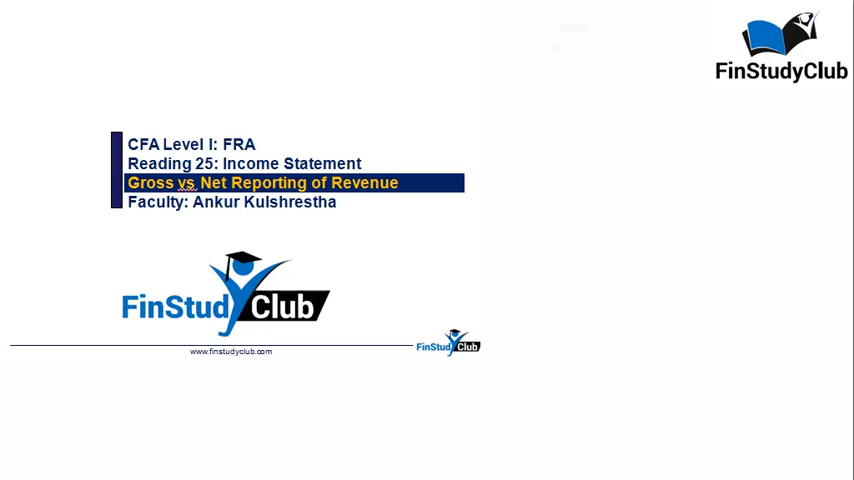 FinStudyClub
CFA Level I: FRA
Reading 25: Income Statement
Gross vs Net Reporting of Revenue
Faculty: Ankur Kulshrestha
FinStudyClub
www.finstudyclub.com
FinStudyClub